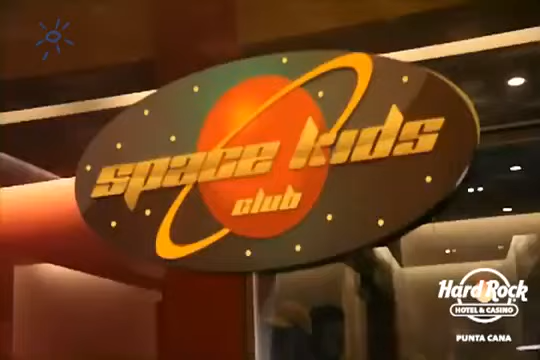 space kids
club
Hard Rock
HOTEL & CASINO
PUNTA CANA